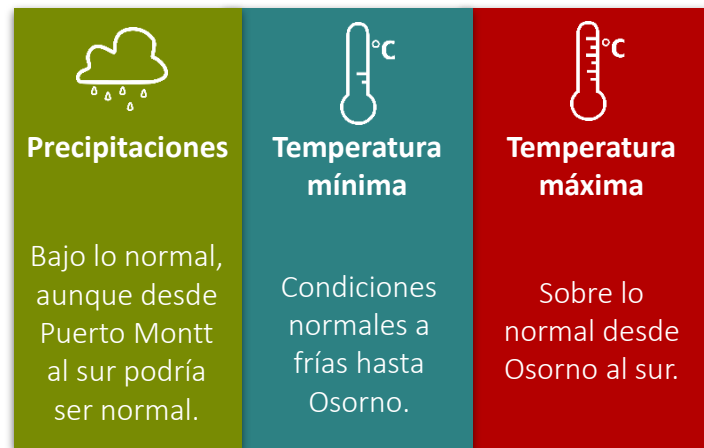 Precipitaciones
Bajo lo normal,
aunque desde
Puerto Montt
al sur podría
ser normal.
°C
Temperatura
mínima
Condiciones
normales a
frías hasta
Osorno.
°C
Temperatura
máxima
Sobre lo
normal desde
Osorno al sur.